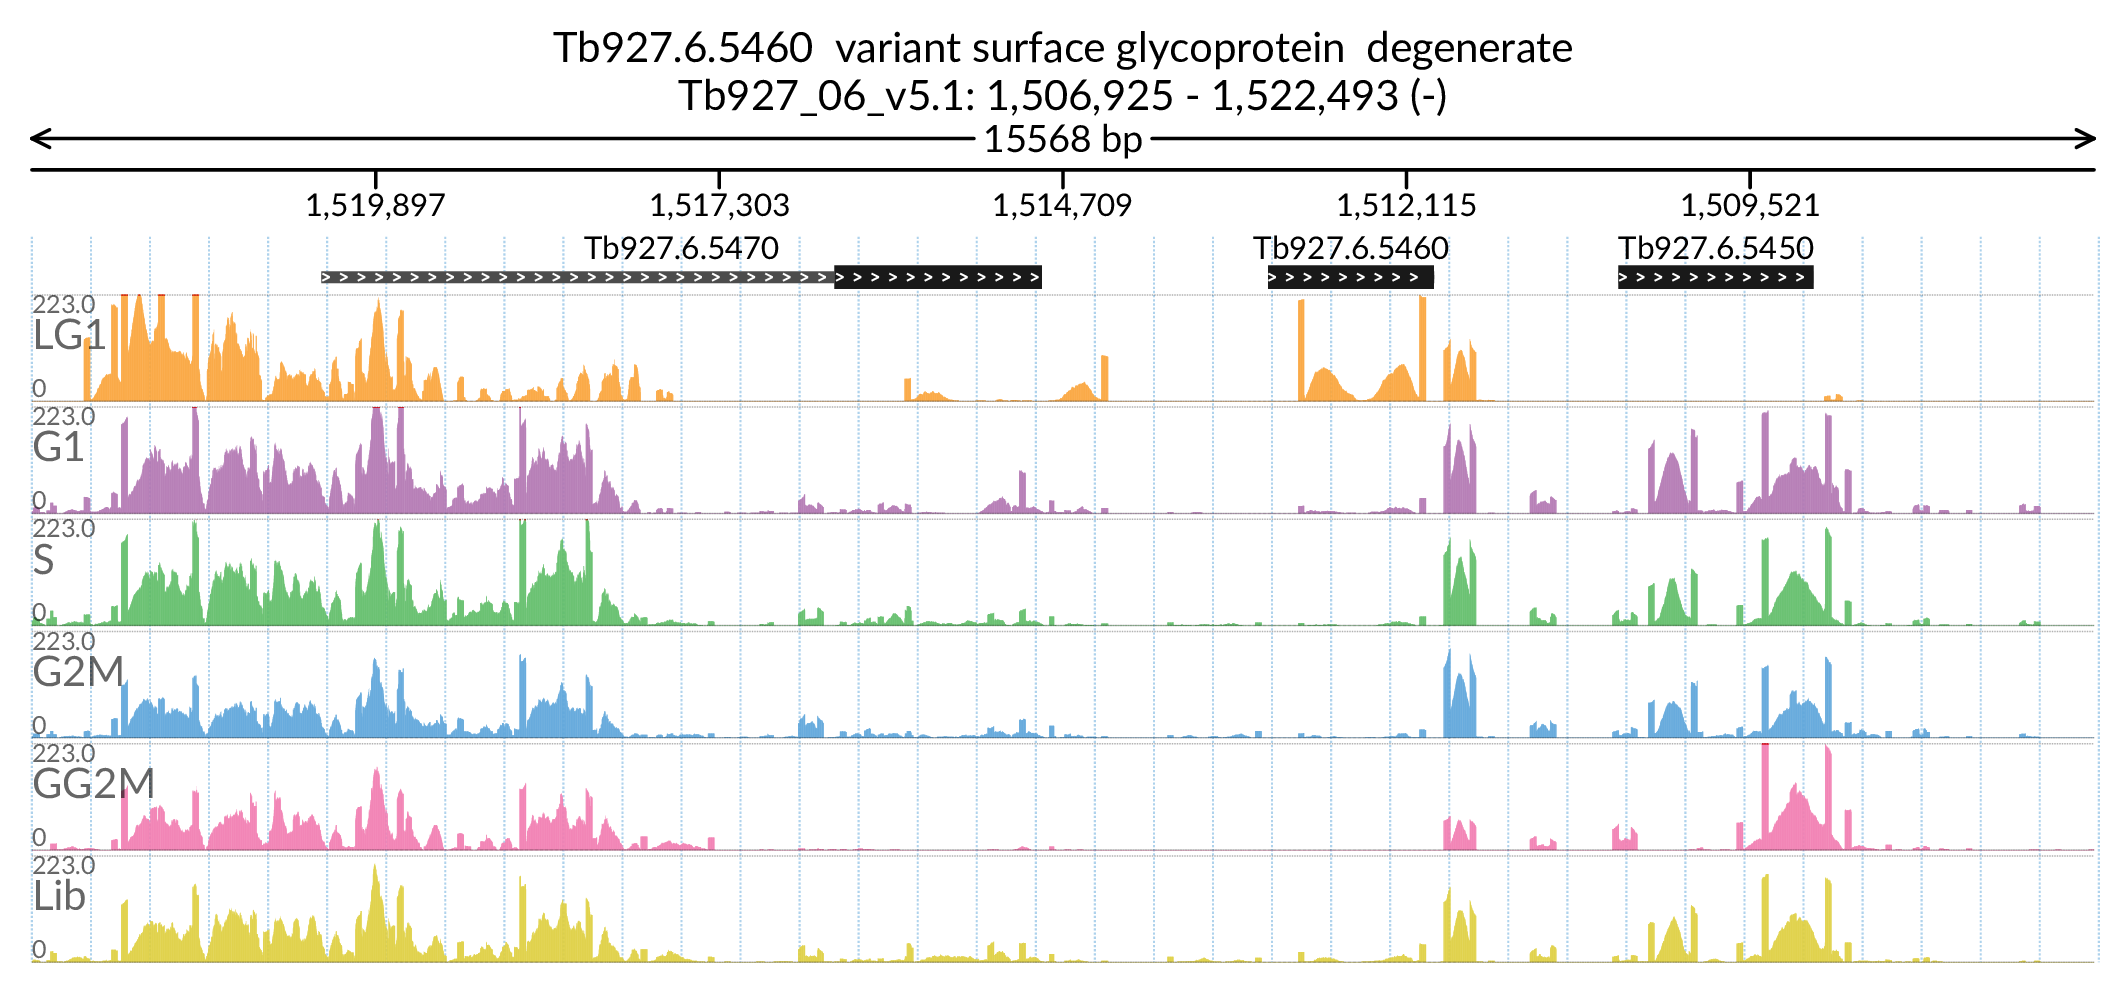 Tb927.6.5460  variant surface glycoprotein  degenerate
Tb927_06_v5.1: 1,506,925 - 1,522,493 (-)
15568 bp
1,519,897 1,517,303 1,514,709 1,512,115 1,509,521
Tb927.6.5470 Tb927.6.5460 Tb927.6.5450
223.0
LG1
0
223.0
G1
0
223.0
S
0
223.0
G2M
0
223.0
GG2M
0
223.0
Lib
0